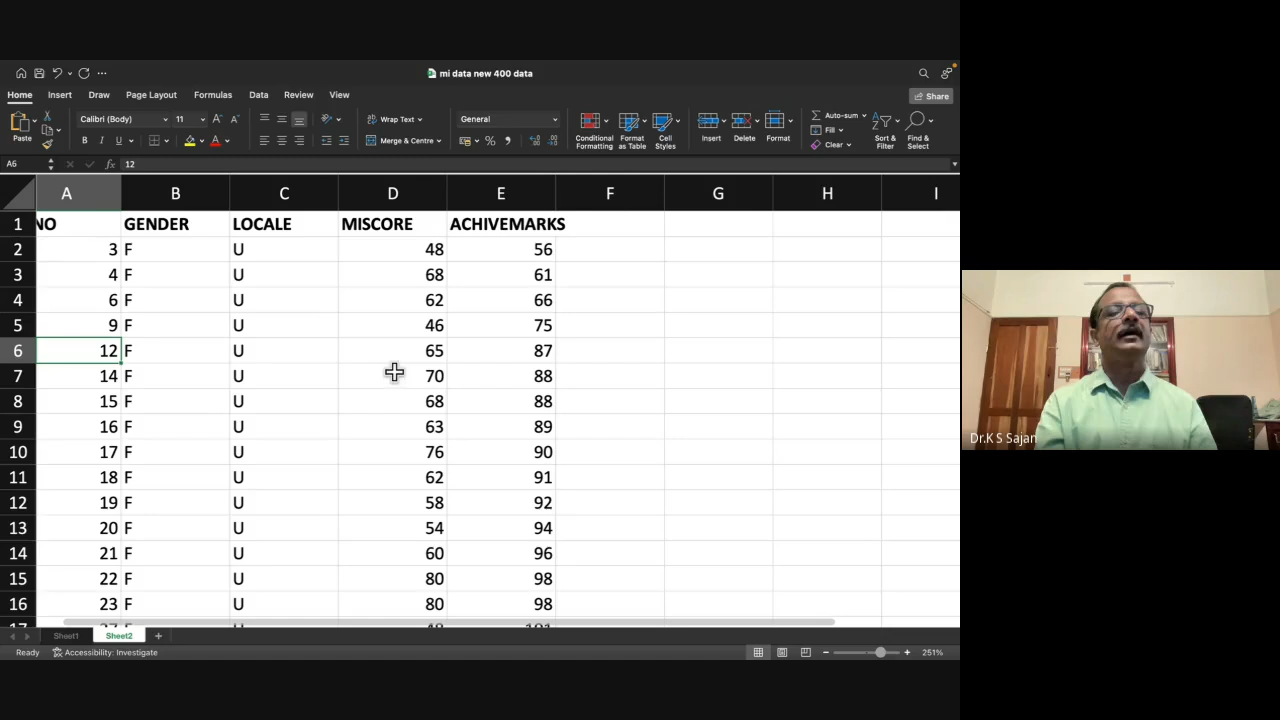 mi data new 400 data
Home Insert Draw Page Layout Formulas Data Review View
Share
Paste
Calibri (Body) 11
B I U
Wrap Text
Merge & Centre
General
Conditional Formatting
Format as Table
Cell Styles
Insert Delete Format
Auto-sum
Fill
Clear
Sort & Filter
Find & Select
A6 fx 12
A B C D E F G H I
1 NO GENDER LOCALE MISCORE ACHIVEMARKS
2 3 F U 48 56
3 4 F U 68 61
4 6 F U 62 66
5 9 F U 46 75
6 12 F U 65 87
7 14 F U 70 88
8 15 F U 68 88
9 16 F U 63 89
10 17 F U 76 90
11 18 F U 62 91
12 19 F U 58 92
13 20 F U 54 94
14 21 F U 60 96
15 22 F U 80 98
16 23 F U 80 98
Sheet1 Sheet2
Ready Accessibility: Investigate 251%
Dr.K S Sajan